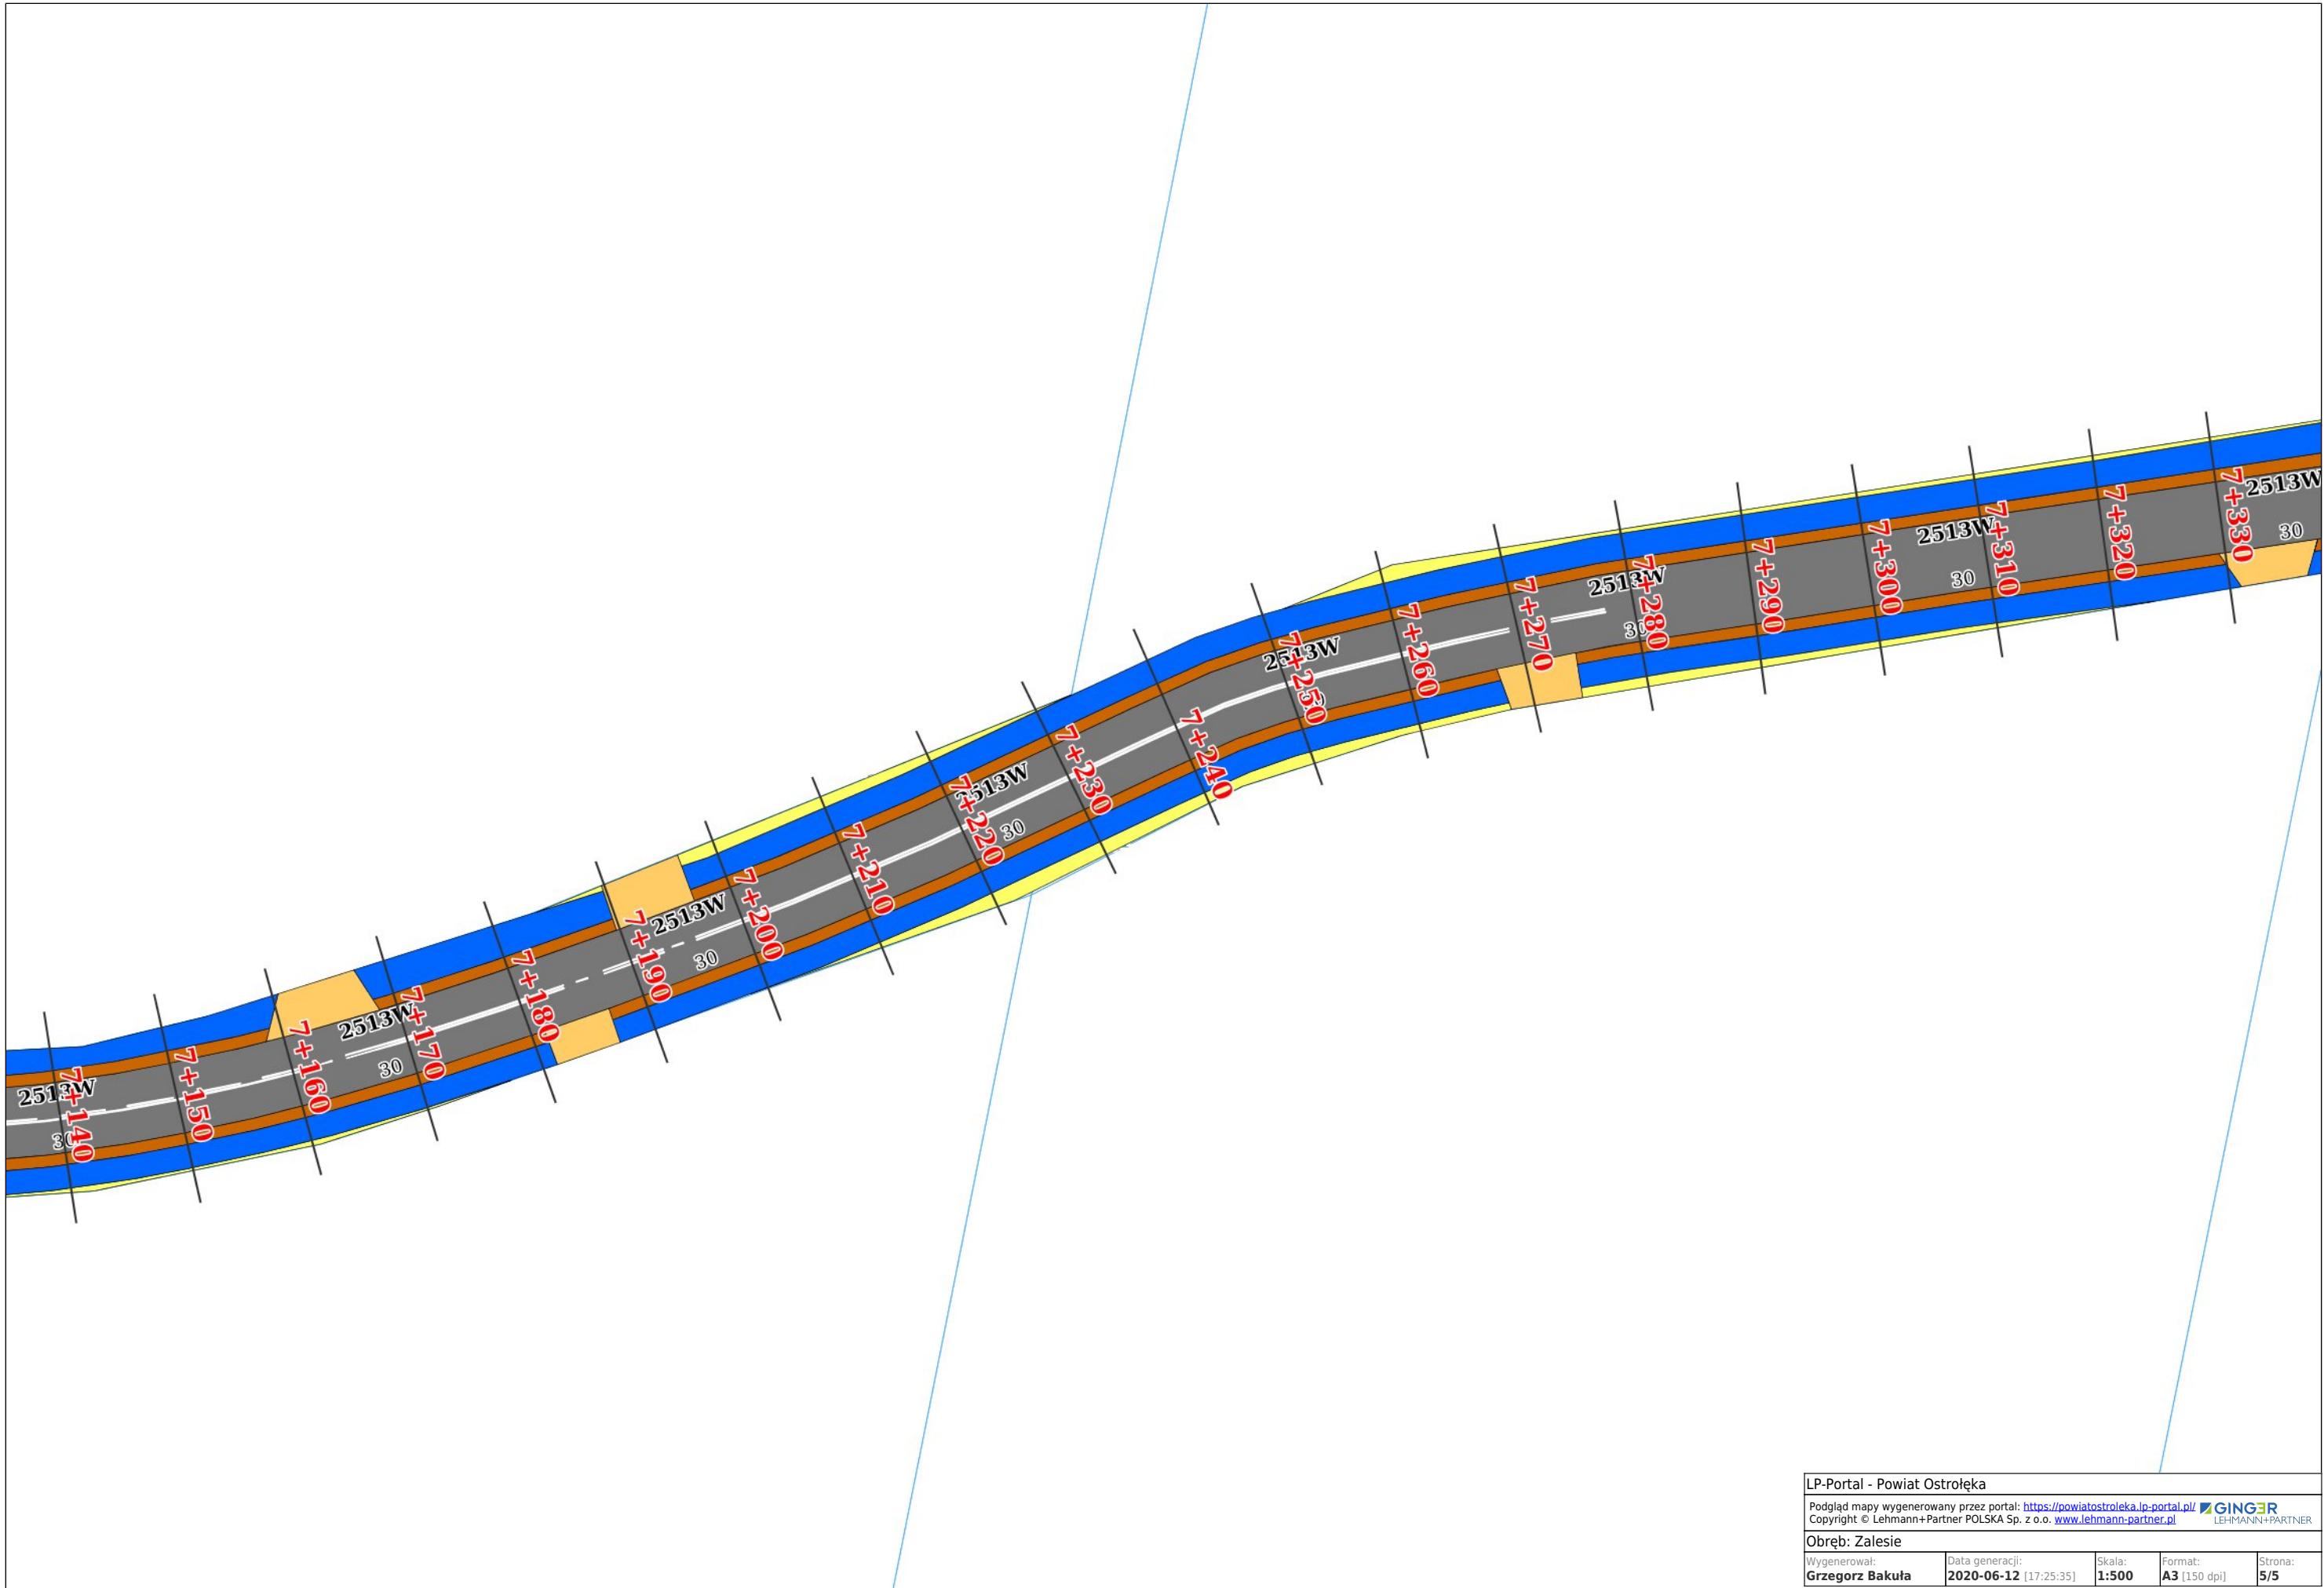 2513W
7+140
30
7+150
7+160
2513W
7+170
30
7+180
7+190
2513W
30
7+200
7+210
7+220
2513W
30
7+230
7+240
2513W
7+250
30
7+260
7+270
2513W
7+280
30
7+290
7+300
2513W
7+310
30
7+320
7+330
2513W
30
LP-Portal - Powiat Ostrołęka
Podgląd mapy wygenerowany przez portal: https://powiatostroleka.lp-portal.pl/
Copyright © Lehmann+Partner POLSKA Sp. z o.o. www.lehmann-partner.pl
GINGER
LEHMANN+PARTNER
Obręb: Zalesie
Wygenerował: Data generacji: Skala: Format: Strona:
Grzegorz Bakuła 2020-06-12 [17:25:35] 1:500 A3 [150 dpi] 5/5